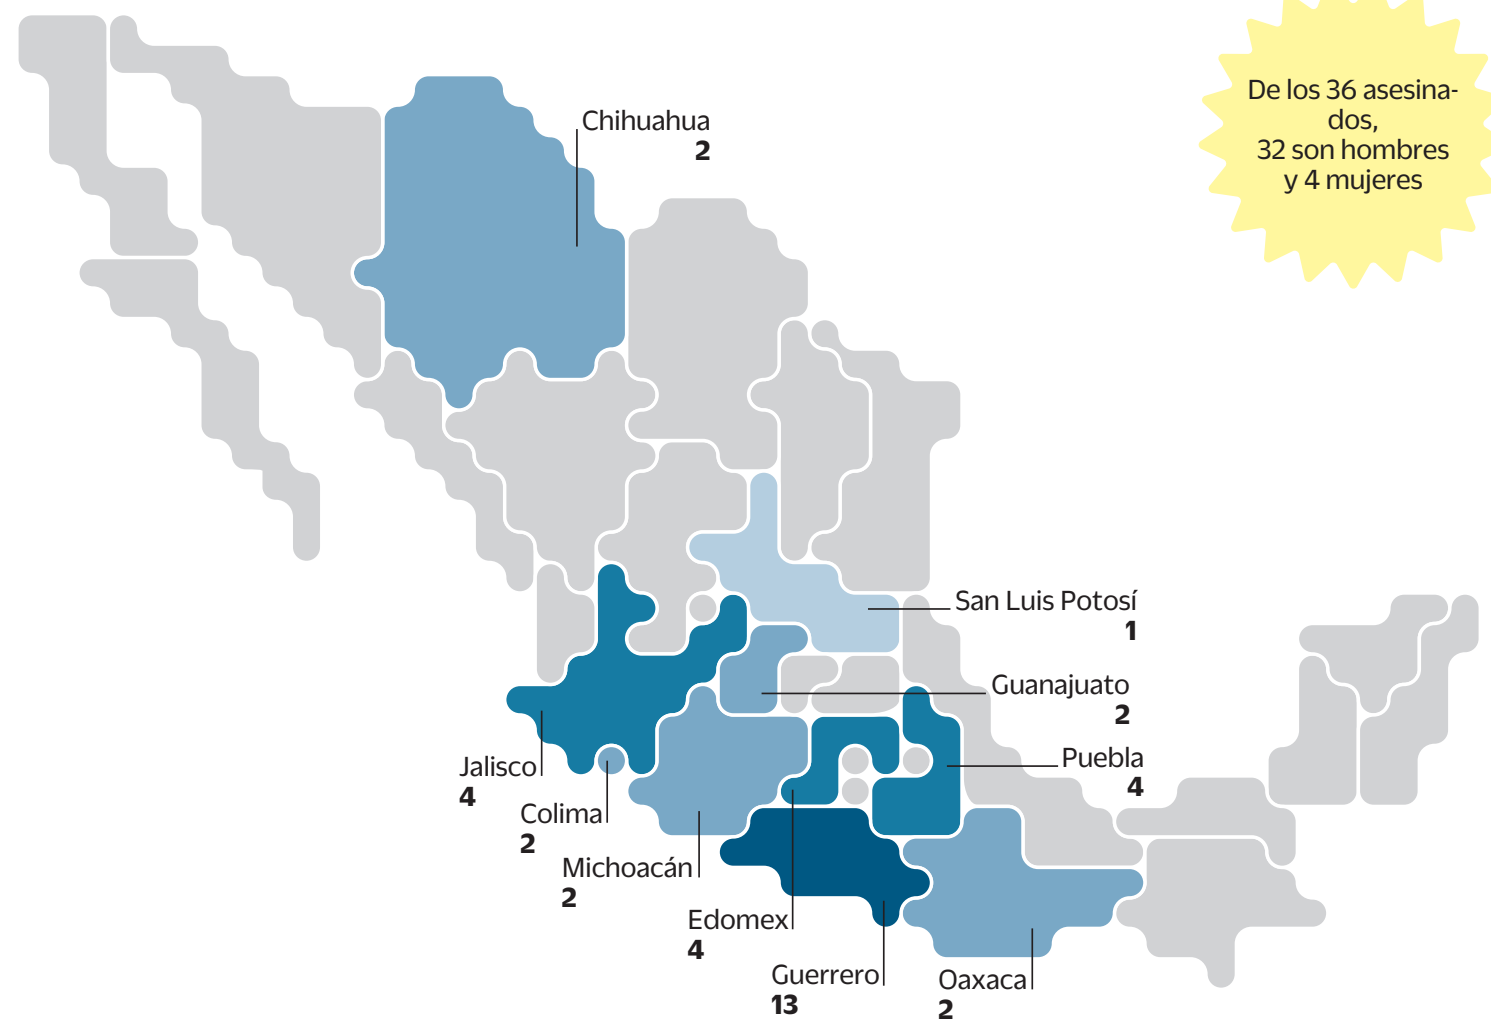 De los 36 asesina-
dos,
32 son hombres
y 4 mujeres
Chihuahua
2
San Luis Potosí
1
Guanajuato
2
Puebla
4
Jalisco
4
Colima
2
Michoacán
2
Edomex
4
Guerrero
13
Oaxaca
2